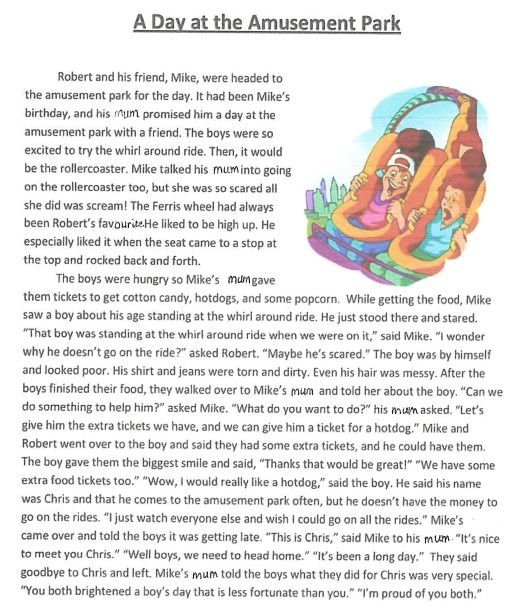 A Day at the Amusement Park
Robert and his friend, Mike, were headed to
the amusement park for the day. It had been Mike's
birthday, and his mum promised him a day at the
amusement park with a friend. The boys were so
excited to try the whirl around ride. Then, it would
be the rollercoaster. Mike talked his mum into going
on the rollercoaster too, but she was so scared all
she did was scream! The Ferris wheel had always
been Robert's favourite. He liked to be high up. He
especially liked it when the seat came to a stop at
the top and rocked back and forth.
The boys were hungry so Mike's mum gave
them tickets to get cotton candy, hotdogs, and some popcorn. While getting the food, Mike
saw a boy about his age standing at the whirl around ride. He just stood there and stared.
“That boy was standing at the whirl around ride when we were on it,” said Mike. “I wonder
why he doesn't go on the ride?” asked Robert. “Maybe he's scared.” The boy was by himself
and looked poor. His shirt and jeans were torn and dirty. Even his hair was messy. After the
boys finished their food, they walked over to Mike's mum and told her about the boy. “Can we
do something to help him?” asked Mike. “What do you want to do?” his mum asked. “Let's
give him the extra tickets we have, and we can give him a ticket for a hotdog.” Mike and
Robert went over to the boy and said they had some extra tickets, and he could have them.
The boy gave them the biggest smile and said, “Thanks that would be great!” “We have some
extra food tickets too.” “Wow, I would really like a hotdog,” said the boy. He said his name
was Chris and that he comes to the amusement park often, but he doesn't have the money to
go on the rides. “I just watch everyone else and wish I could go on all the rides.” Mike's
came over and told the boys it was getting late. “This is Chris,” said Mike to his mum. “It's nice
to meet you Chris.” “Well boys, we need to head home.” “It's been a long day.” They said
goodbye to Chris and left. Mike's mum told the boys what they did for Chris was very special.
“You both brightened a boy's day that is less fortunate than you.” “I'm proud of you both.”